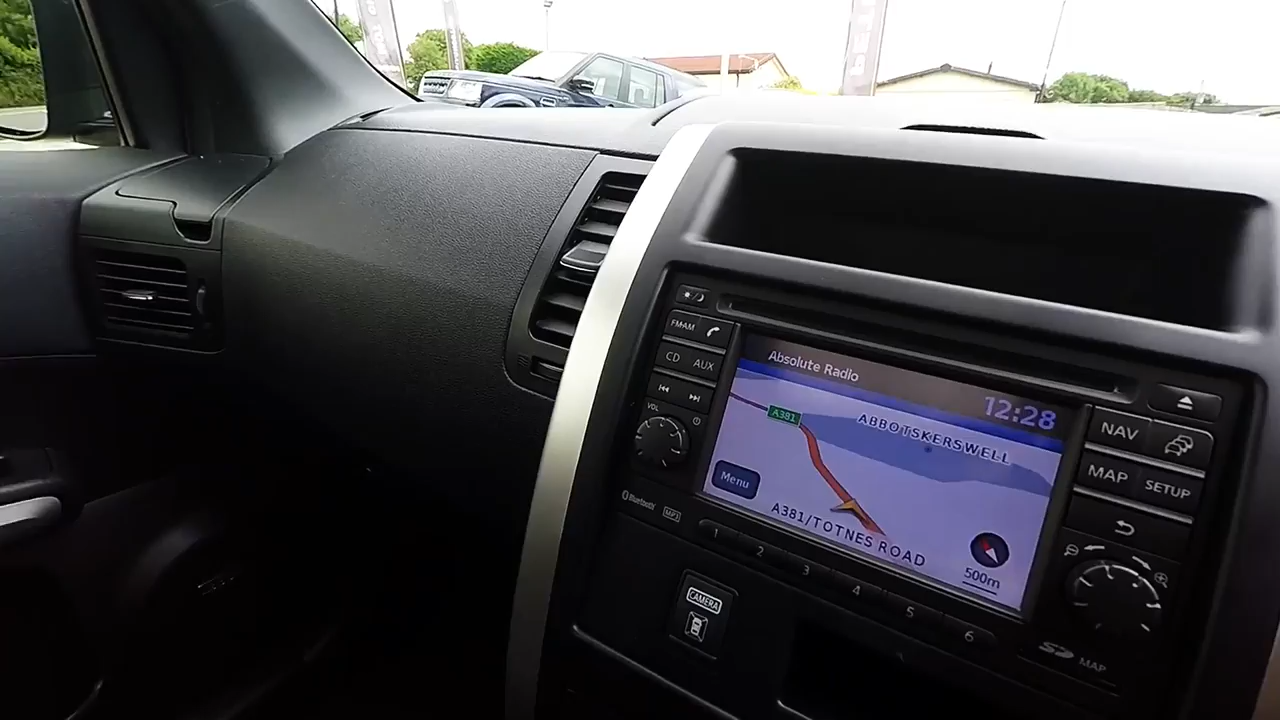 FM·AM
CD AUX
VOL
Bluetooth
MP3
Absolute Radio
12:28
A381
ABBOTSKERSWELL
Menu
A381/TOTNES ROAD
500m
NAV
MAP SETUP
1 2 3 4 5 6
CAMERA
SD MAP